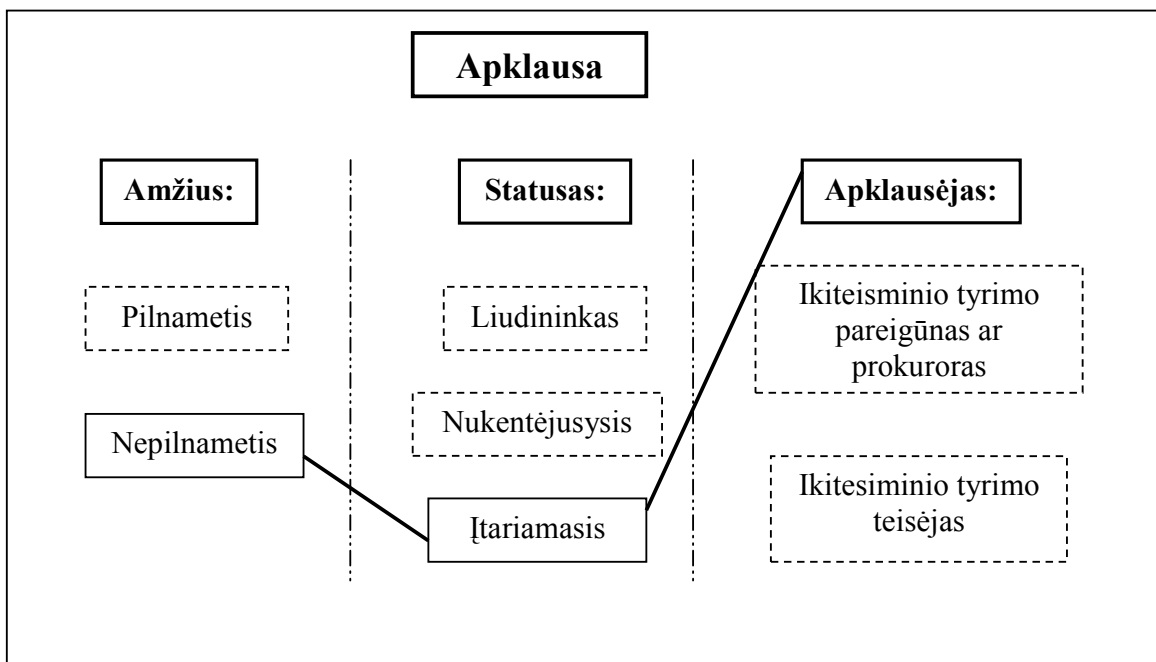 Apklausa
Amžius:
Statusas:
Apklausėjas:
Pilnametis
Liudininkas
Ikiteisminio tyrimo
pareigūnas ar
prokuroras
Nepilnametis
Nukentėjusysis
Įtariamasis
Ikitesiminio tyrimo
teisėjas